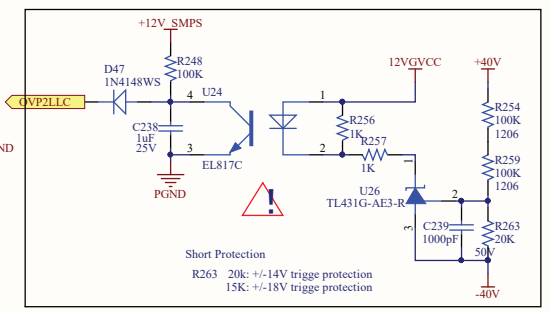 +12V_SMPS
R248
100K
D47
1N4148WS
OVP2LLC
4
U24
C238
1uF
25V
3
EL817C
PGND
ND
1
2
12VGVCC
R256
1K
R257
1K
U26
TL431G-AE3-R
1
2
3
C239
1000pF
+40V
R254
100K
1206
R259
100K
1206
R263
20K
50V
-40V
!
Short Protection
R263 20k: +/-14V trigge protection
15K: +/-18V trigge protection